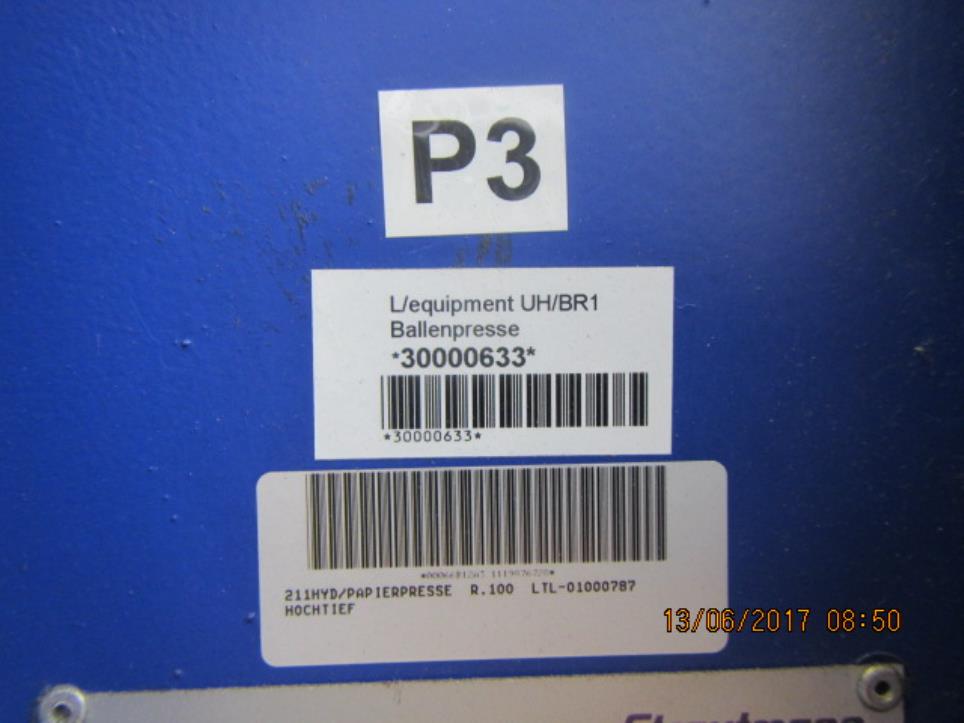 P3
L/equipment UH/BR1
Ballenpresse
*30000633*
*30000633*
211HYD/PAPIERPRESSE R.100 LTL-01000787
HOCHTIEF
13/06/2017 08:50